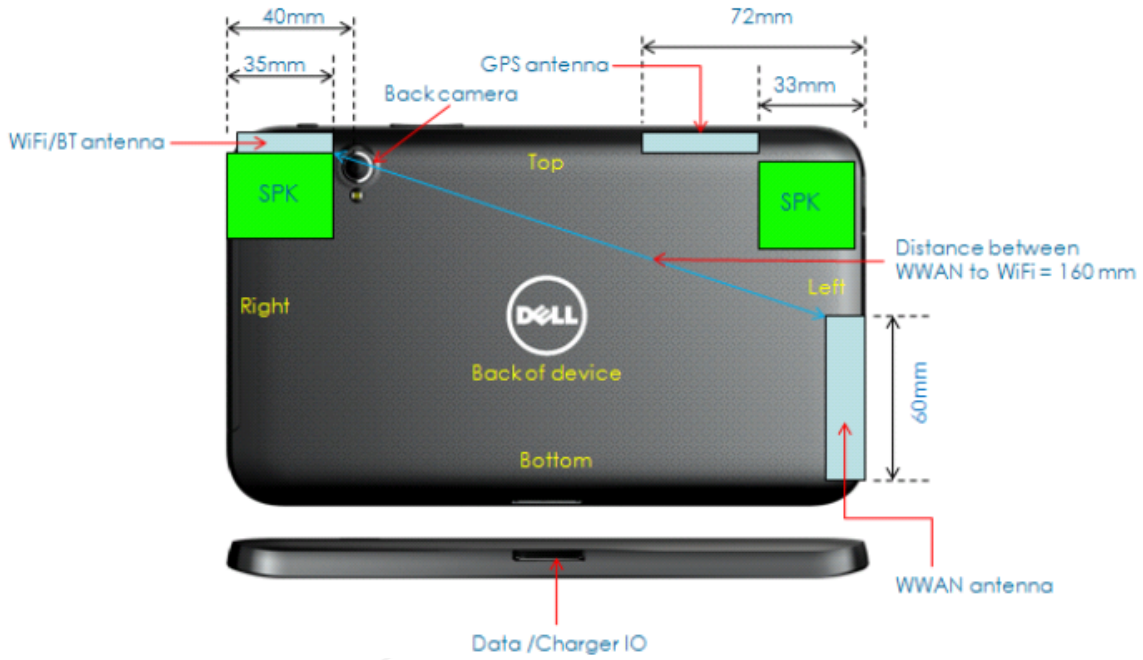 40mm
72mm
35mm
GPS antenna
33mm
Back camera
WiFi/BT antenna
Top
SPK
SPK
Distance between
WWAN to WiFi = 160 mm
Left
Right
DELL
Back of device
60mm
Bottom
WWAN antenna
Data /Charger IO